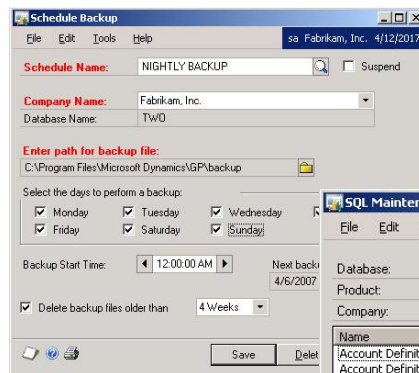 Schedule Backup
File Edit Tools Help sa Fabrikam, Inc. 4/12/2017
Schedule Name: NIGHTLY BACKUP Suspend
Company Name: Fabrikam, Inc.
Database Name: TWO
Enter path for backup file:
C:\Program Files\Microsoft Dynamics\GP\backup
Select the days to perform a backup:
Monday Tuesday Wednesday
Friday Saturday Sunday
Backup Start Time: 12:00:00 AM Next backu
4/6/2007
Delete backup files older than 4 Weeks
Save Delet
SQL Mainten
File Edit
Database:
Product:
Company:
Name
Account Definit
Account Definit